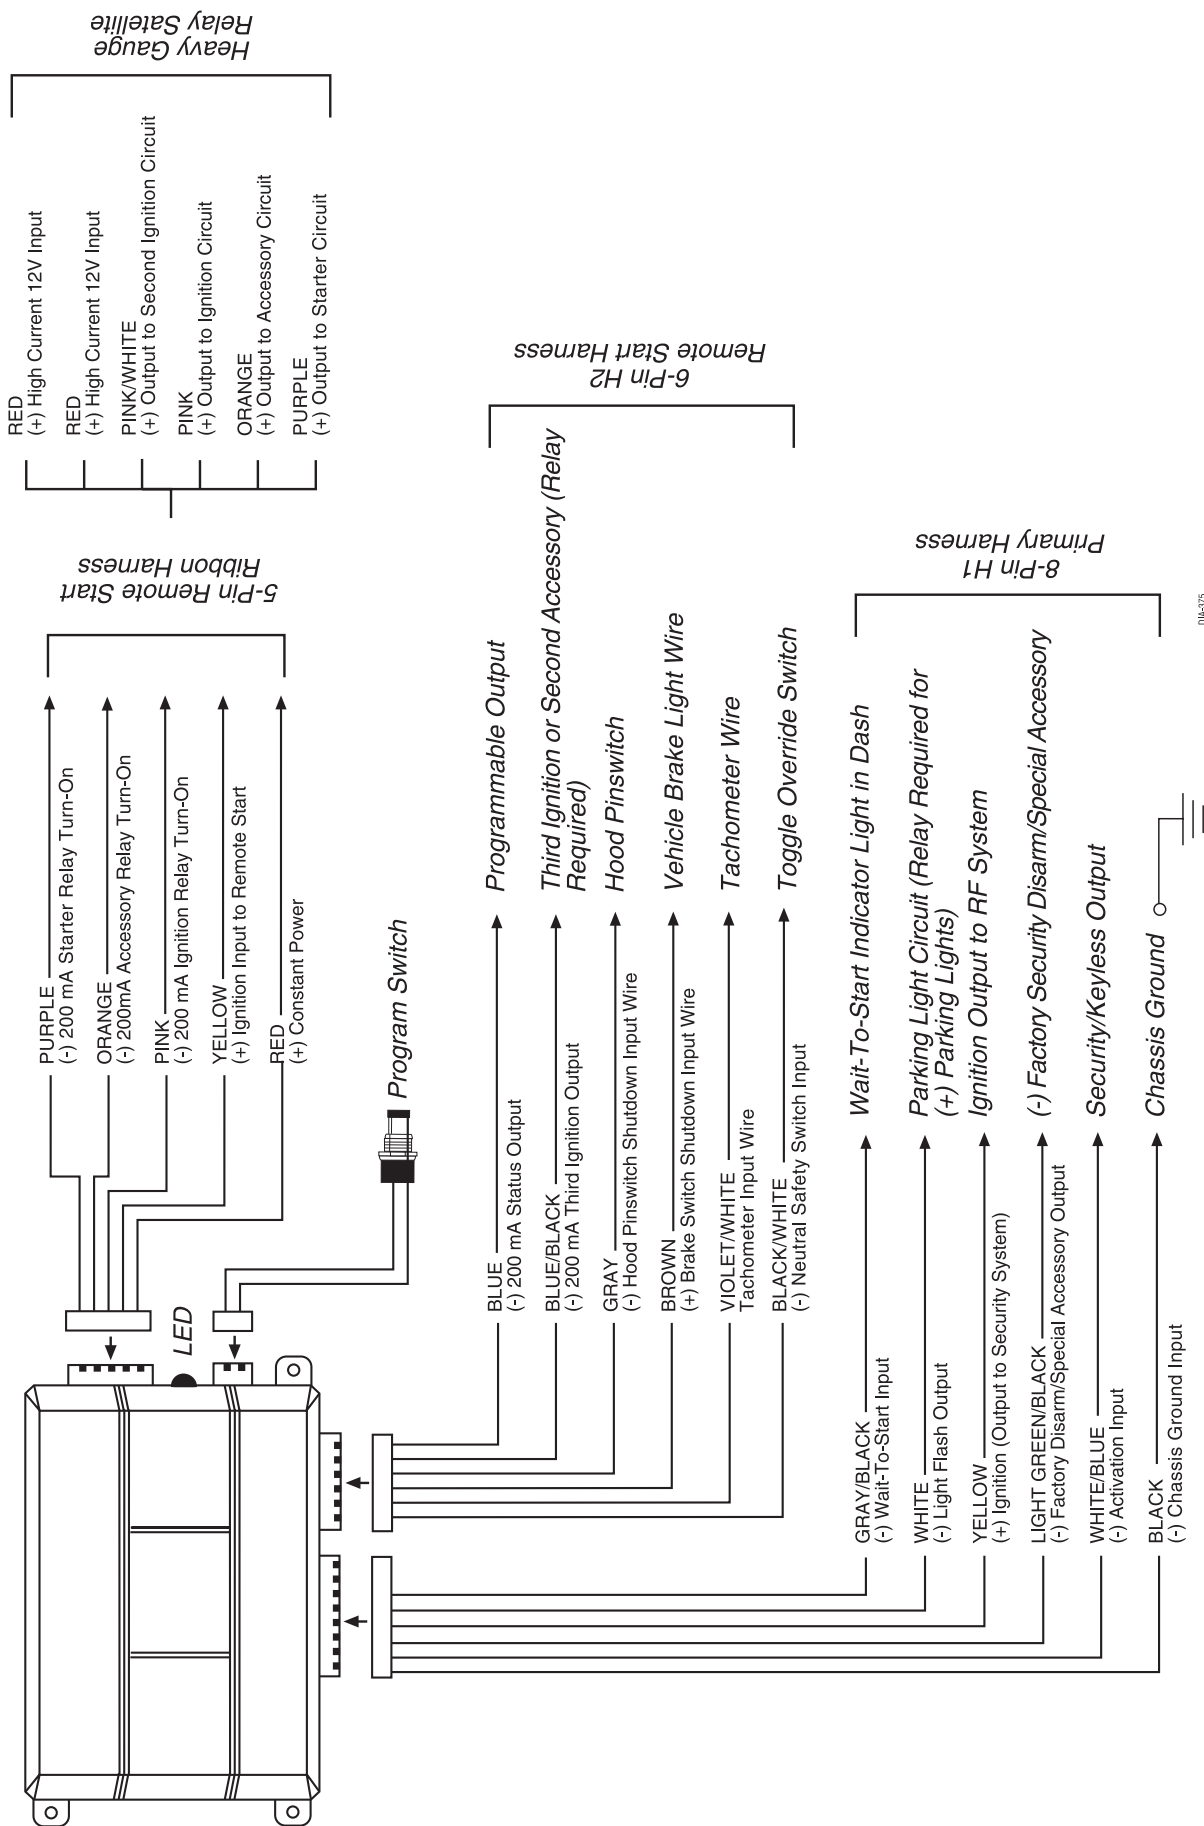 Heavy Gauge
Relay Satellite
RED
(+) High Current 12V Input
RED
(+) High Current 12V Input
PINK/WHITE
(+) Output to Second Ignition Circuit
PINK
(+) Output to Ignition Circuit
ORANGE
(+) Output to Accessory Circuit
PURPLE
(+) Output to Starter Circuit
5-Pin Remote Start
Ribbon Harness
PURPLE
(-) 200 mA Starter Relay Turn-On
ORANGE
(-) 200mA Accessory Relay Turn-On
PINK
(-) 200 mA Ignition Relay Turn-On
YELLOW
(+) Ignition Input to Remote Start
RED
(+) Constant Power
LED
Program Switch
6-Pin H2
Remote Start Harness
BLUE
(-) 200 mA Status Output
Programmable Output
BLUE/BLACK
(-) 200 mA Third Ignition Output
Third Ignition or Second Accessory (Relay
Required)
GRAY
(-) Hood Pinswitch Shutdown Input Wire
Hood Pinswitch
BROWN
(+) Brake Switch Shutdown Input Wire
Vehicle Brake Light Wire
VIOLET/WHITE
Tachometer Input Wire
Tachometer Wire
BLACK/WHITE
(-) Neutral Safety Switch Input
Toggle Override Switch
8-Pin H1
Primary Harness
GRAY/BLACK
(-) Wait-To-Start Input
Wait-To-Start Indicator Light in Dash
WHITE
(-) Light Flash Output
Parking Light Circuit (Relay Required for
(+) Parking Lights)
YELLOW
(+) Ignition (Output to Security System)
Ignition Output to RF System
LIGHT GREEN/BLACK
(-) Factory Disarm/Special Accessory Output
(-) Factory Security Disarm/Special Accessory
WHITE/BLUE
(-) Activation Input
Security/Keyless Output
BLACK
(-) Chassis Ground Input
Chassis Ground
DIA-375